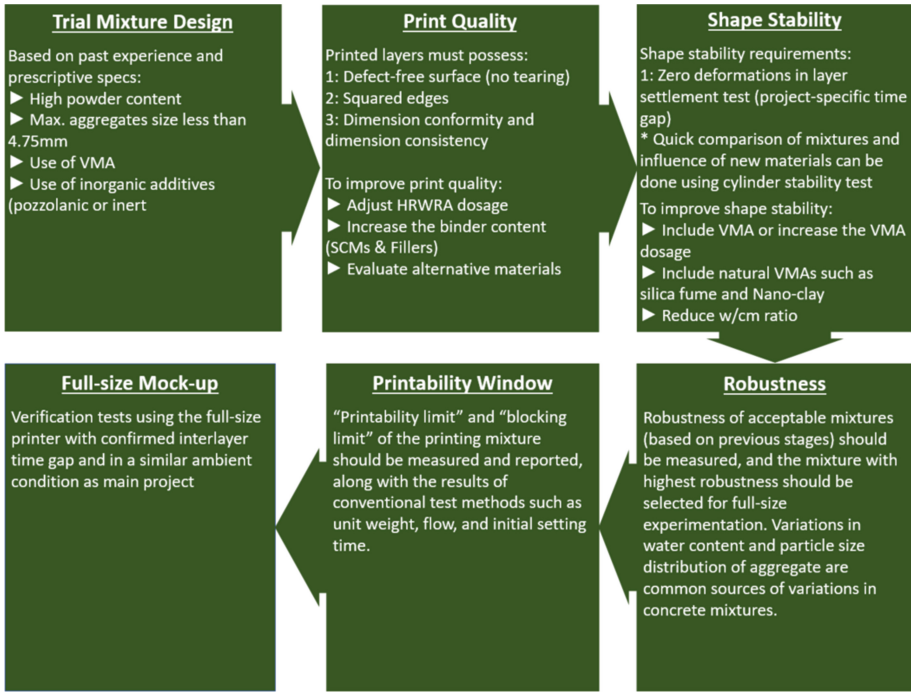 Trial Mixture Design
Based on past experience and
prescriptive specs:
► High powder content
► Max. aggregates size less than
4.75mm
► Use of VMA
► Use of inorganic additives
(pozzolanic or inert
Print Quality
Printed layers must possess:
1: Defect-free surface (no tearing)
2: Squared edges
3: Dimension conformity and
dimension consistency
To improve print quality:
► Adjust HRWRA dosage
► Increase the binder content
(SCMs & Fillers)
► Evaluate alternative materials
Shape Stability
Shape stability requirements:
1: Zero deformations in layer
settlement test (project-specific time
gap)
* Quick comparison of mixtures and
influence of new materials can be
done using cylinder stability test
To improve shape stability:
► Include VMA or increase the VMA
dosage
► Include natural VMAs such as
silica fume and Nano-clay
► Reduce w/cm ratio
Robustness
Robustness of acceptable mixtures
(based on previous stages) should
be measured, and the mixture with
highest robustness should be
selected for full-size
experimentation. Variations in
water content and particle size
distribution of aggregate are
common sources of variations in
concrete mixtures.
Printability Window
“Printability limit” and “blocking
limit” of the printing mixture
should be measured and reported,
along with the results of
conventional test methods such as
unit weight, flow, and initial setting
time.
Full-size Mock-up
Verification tests using the full-size
printer with confirmed interlayer
time gap and in a similar ambient
condition as main project